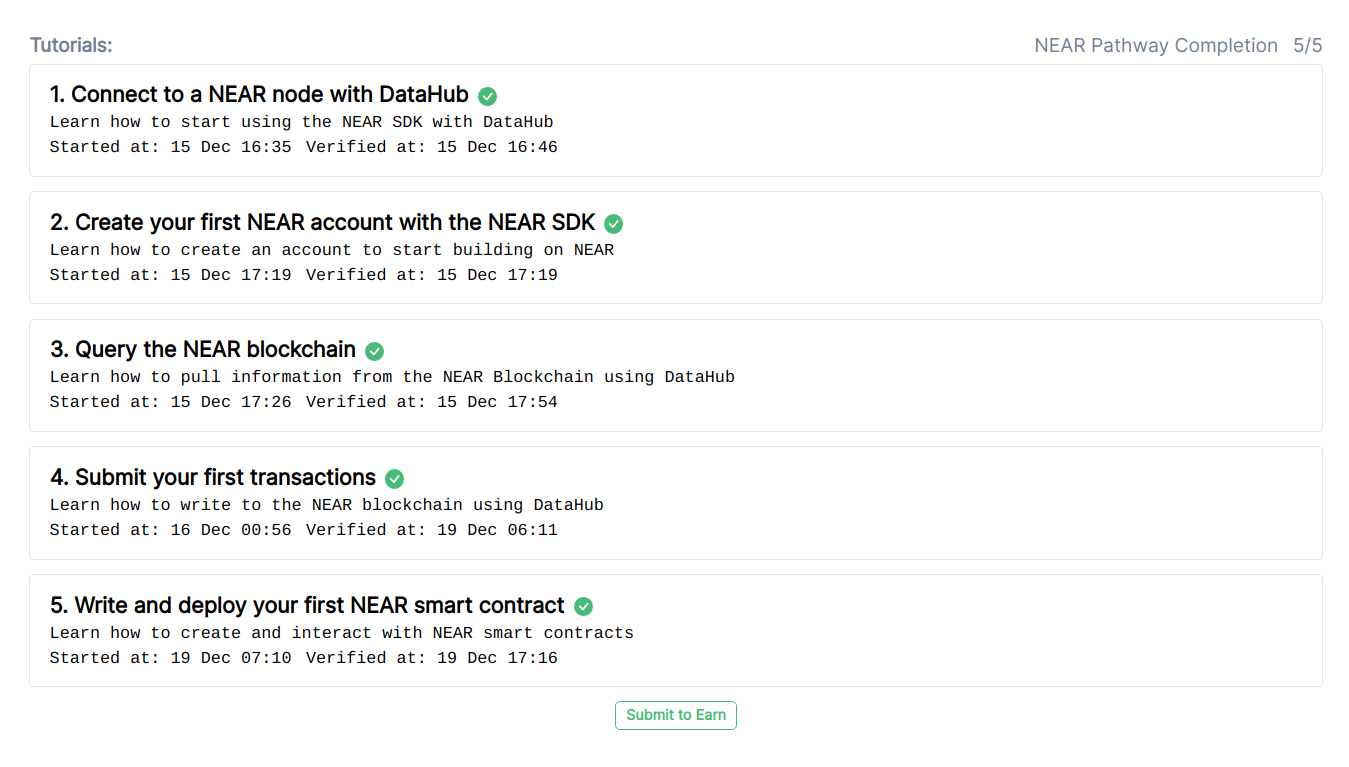 Tutorials:
NEAR Pathway Completion 5/5
1. Connect to a NEAR node with DataHub
Learn how to start using the NEAR SDK with DataHub
Started at: 15 Dec 16:35 Verified at: 15 Dec 16:46
2. Create your first NEAR account with the NEAR SDK
Learn how to create an account to start building on NEAR
Started at: 15 Dec 17:19 Verified at: 15 Dec 17:19
3. Query the NEAR blockchain
Learn how to pull information from the NEAR Blockchain using DataHub
Started at: 15 Dec 17:26 Verified at: 15 Dec 17:54
4. Submit your first transactions
Learn how to write to the NEAR blockchain using DataHub
Started at: 16 Dec 00:56 Verified at: 19 Dec 06:11
5. Write and deploy your first NEAR smart contract
Learn how to create and interact with NEAR smart contracts
Started at: 19 Dec 07:10 Verified at: 19 Dec 17:16
Submit to Earn